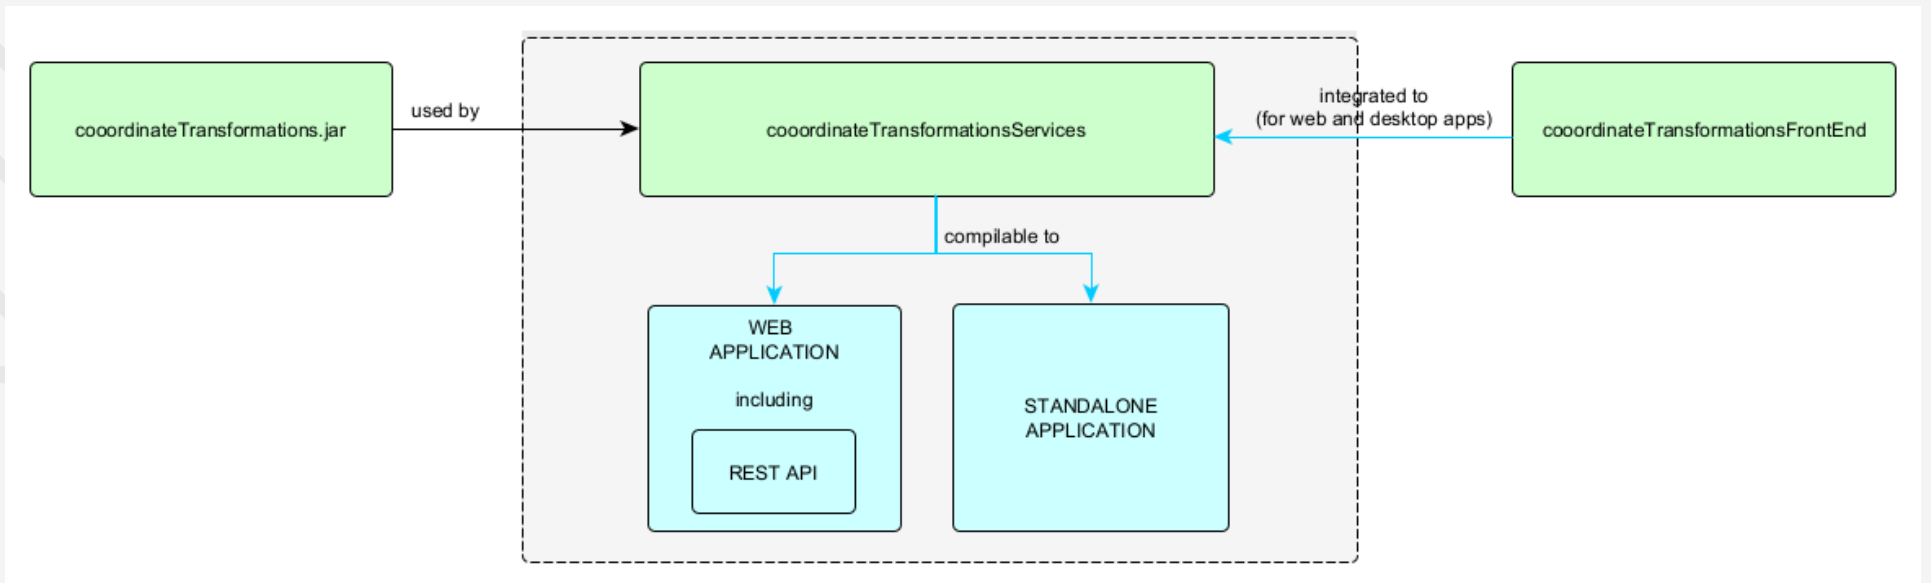 cooordinateTransformations.jar
used by
cooordinateTransformationsServices
integrated to
(for web and desktop apps)
cooordinateTransformationsFrontEnd
compilable to
WEB
APPLICATION
including
REST API
STANDALONE
APPLICATION